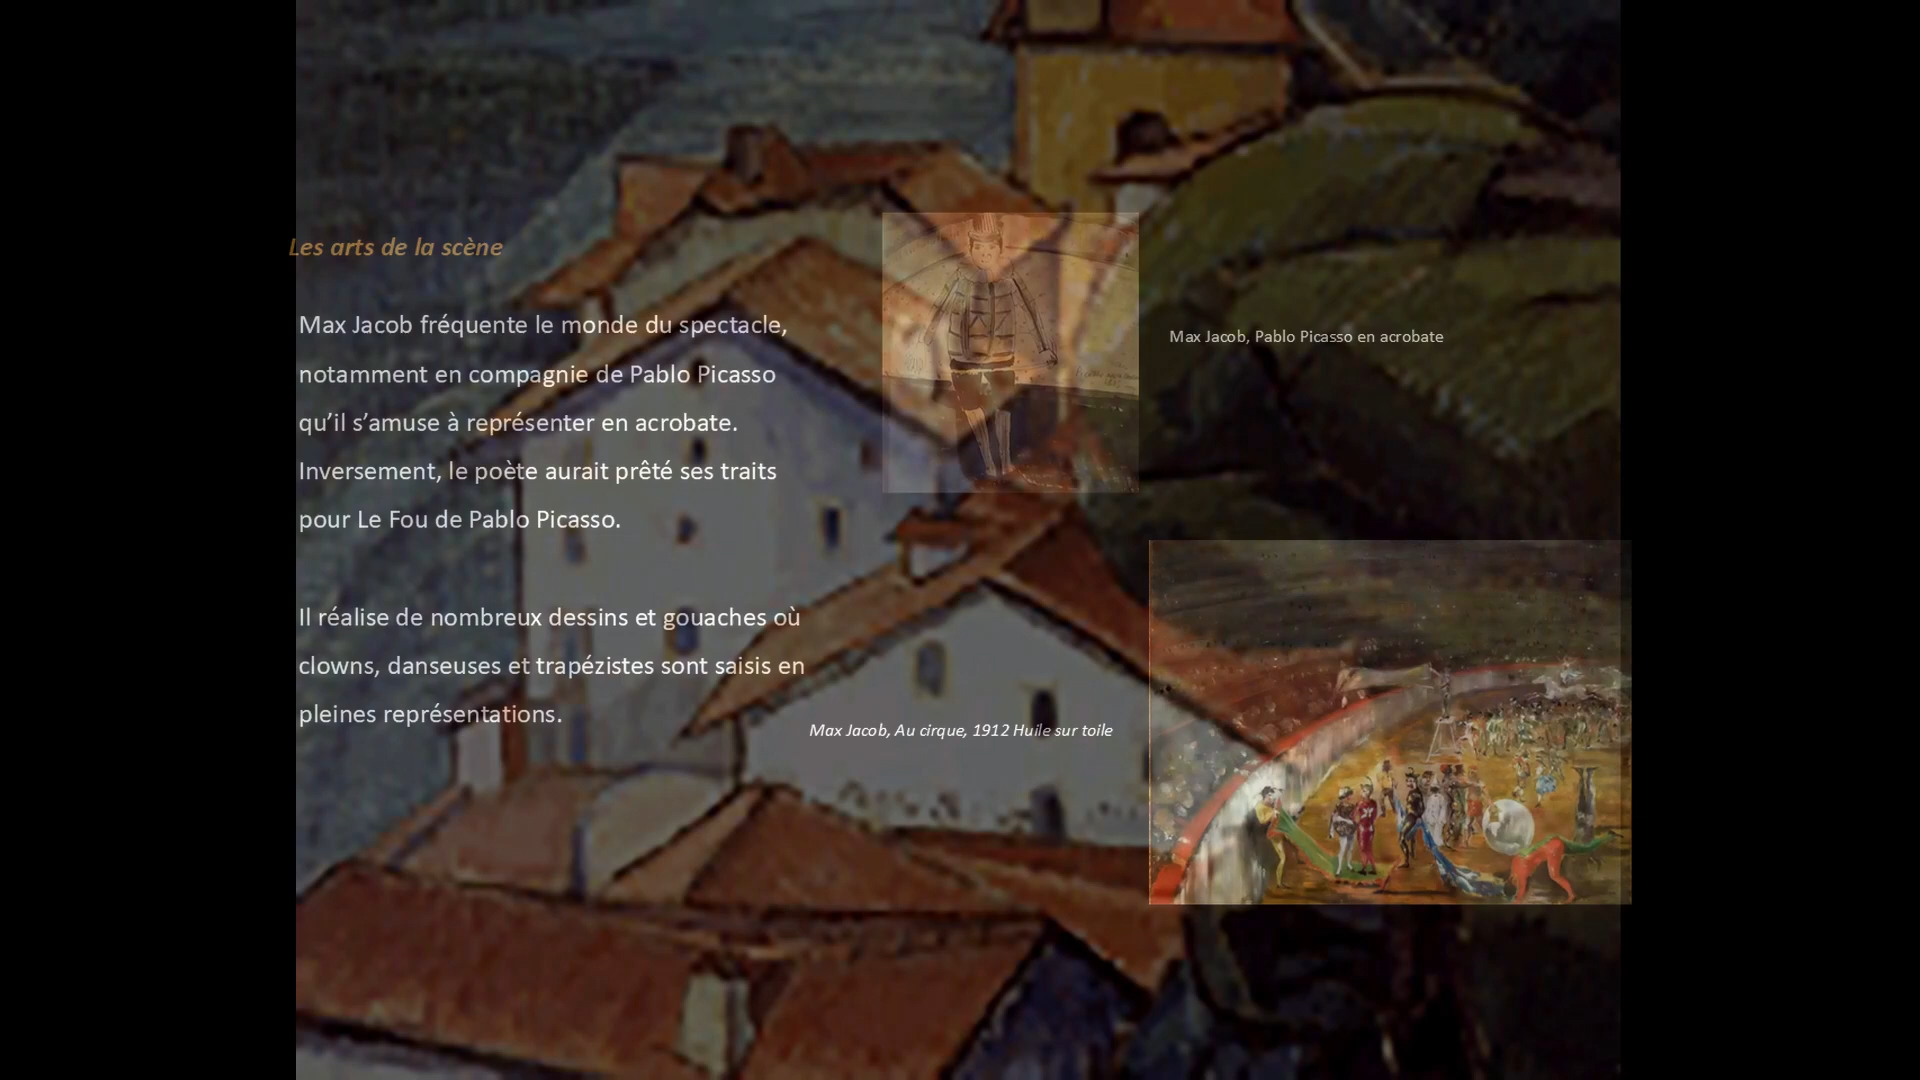 Les arts de la scène
Max Jacob fréquente le monde du spectacle,
notamment en compagnie de Pablo Picasso
qu’il s’amuse à représenter en acrobate.
Inversement, le poète aurait prêté ses traits
pour Le Fou de Pablo Picasso.
Il réalise de nombreux dessins et gouaches où
clowns, danseuses et trapézistes sont saisis en
pleines représentations.
Max Jacob, Pablo Picasso en acrobate
Max Jacob, Au cirque, 1912 Huile sur toile